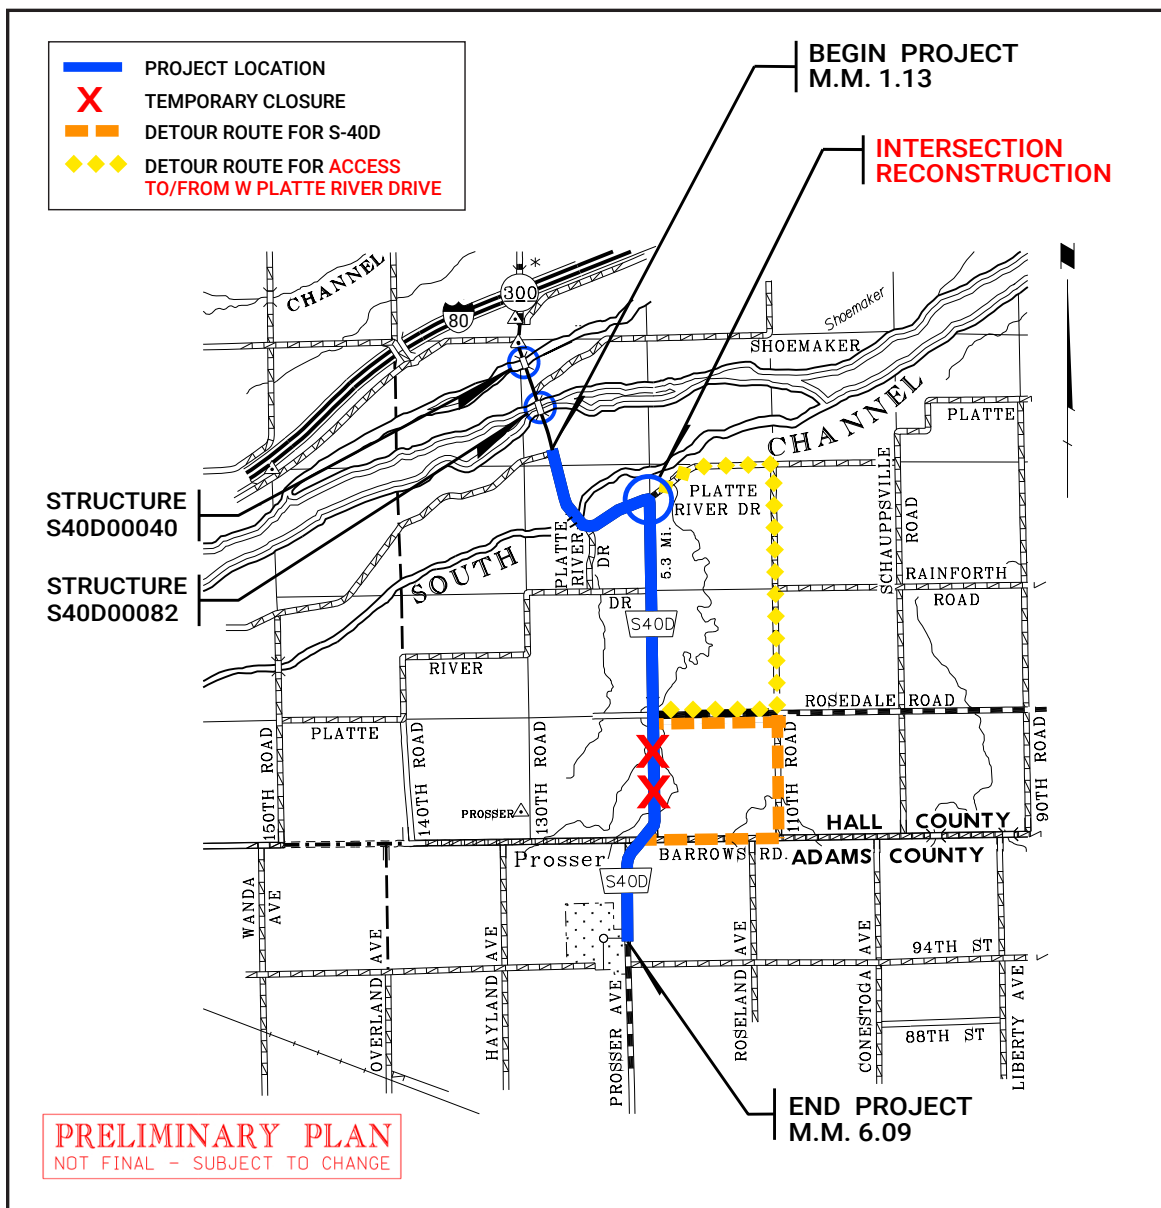 PROJECT LOCATION
X TEMPORARY CLOSURE
DETOUR ROUTE FOR S-40D
DETOUR ROUTE FOR ACCESS
TO/FROM W PLATTE RIVER DRIVE
BEGIN PROJECT
M.M. 1.13
INTERSECTION
RECONSTRUCTION
CHANNEL
*
300
80
Shoemaker
SHOEMAKER
PLATTE
CHANNEL
STRUCTURE
S40D00040
STRUCTURE
S40D00082
SOUTH
PLATTE
RIVER
DR
PLATTE
RIVER DR
5.3 Mi.
SCHAUPPSVILLE
ROAD
RAINFORTH
ROAD
DR
S40D
RIVER
ROSEDALE ROAD
PLATTE
150TH ROAD
140TH ROAD
130TH ROAD
110TH ROAD
90TH ROAD
X
X
PROSSER
HALL COUNTY
Prosser
BARROWS RD.
ADAMS COUNTY
S40D
WANDA
AVE
OVERLAND AVE
HAYLAND AVE
PROSSER AVE
ROSELAND AVE
CONESTOGA AVE
LIBERTY AVE
94TH ST
88TH ST
END PROJECT
M.M. 6.09
PRELIMINARY PLAN
NOT FINAL - SUBJECT TO CHANGE